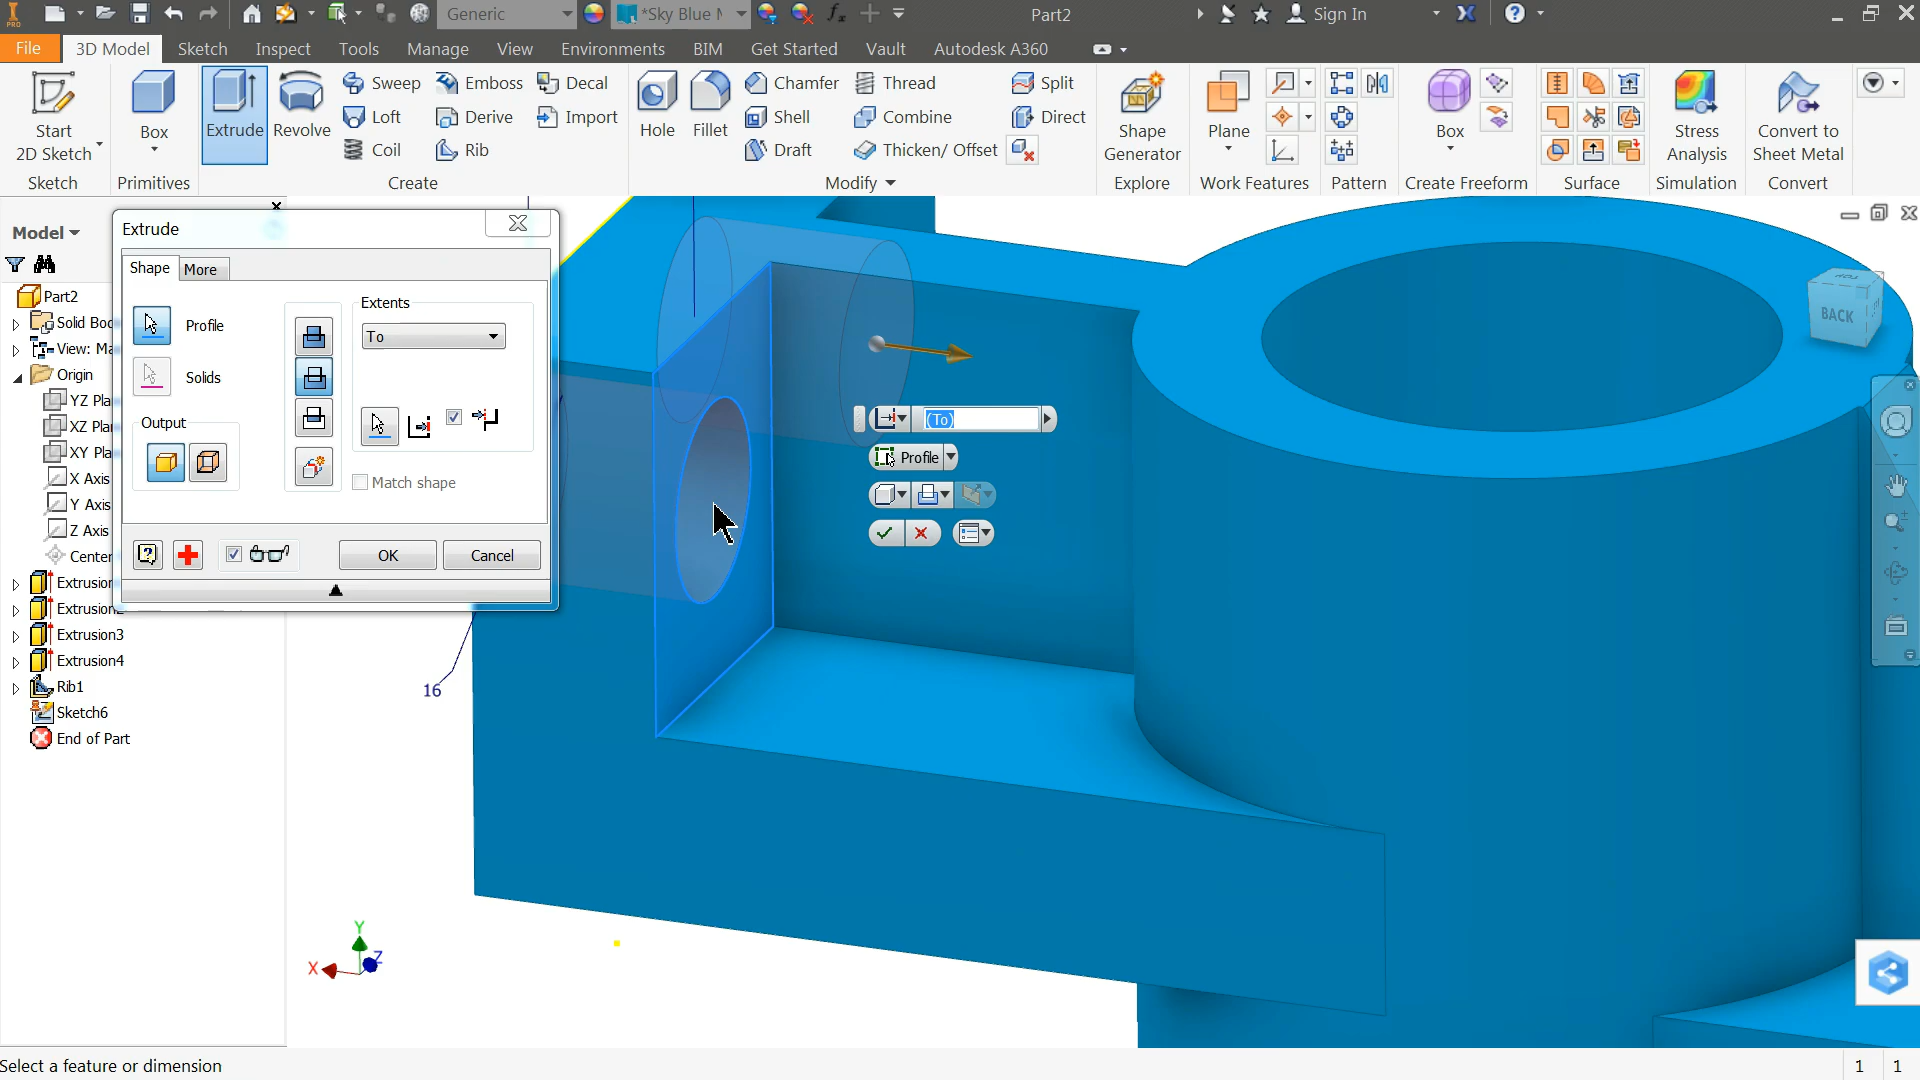 PRO
Generic
*Sky Blue M
Part2
Sign In
File
3D Model
Sketch
Inspect
Tools
Manage
View
Environments
BIM
Get Started
Vault
Autodesk A360
Start
2D Sketch
Box
Extrude
Revolve
Sweep
Loft
Coil
Emboss
Derive
Rib
Decal
Import
Hole
Fillet
Chamfer
Shell
Draft
Thread
Combine
Thicken/ Offset
Split
Direct
Shape
Generator
Plane
Box
Stress
Analysis
Convert to
Sheet Metal
Sketch
Primitives
Create
Modify
Explore
Work Features
Pattern
Create Freeform
Surface
Simulation
Convert
Model
Part2
Solid Boo
View: Ma
Origin
YZ Pla
XZ Plan
XY Pla
X Axis
Y Axis
Z Axis
Center
Extrusion
Extrusion2
Extrusion3
Extrusion4
Rib1
Sketch6
End of Part
Extrude
Shape
More
Profile
Solids
Output
Extents
To
Match shape
OK
Cancel
(To)
Profile
BACK
16
Y
X
Z
Select a feature or dimension
1
1